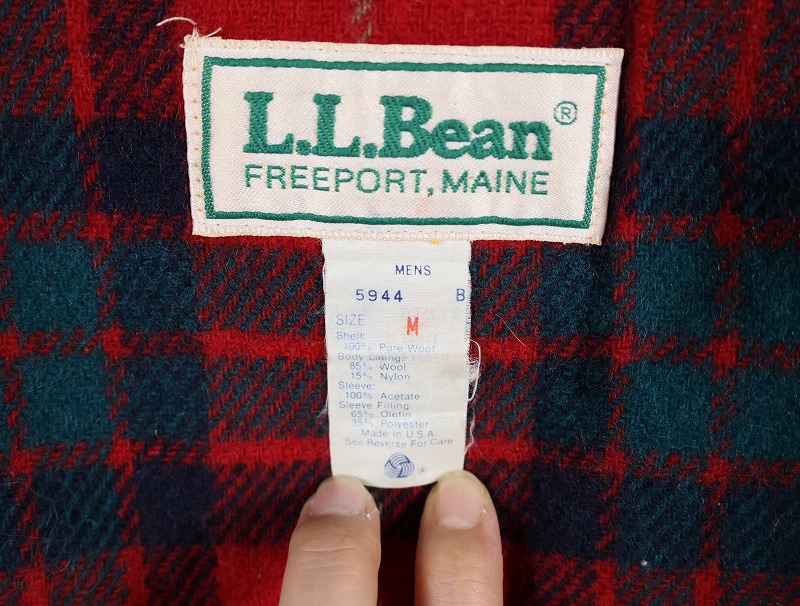 L.L.Bean®
FREEPORT, MAINE
MENS
5944 B
SIZE M
Shell:
100% Pure Wool
Body Lining:
85% Wool
15% Nylon
Sleeve:
100% Acetate
Sleeve Filling:
65% Olefin
35% Polyester
Made in U.S.A.
See Reverse For Care
®